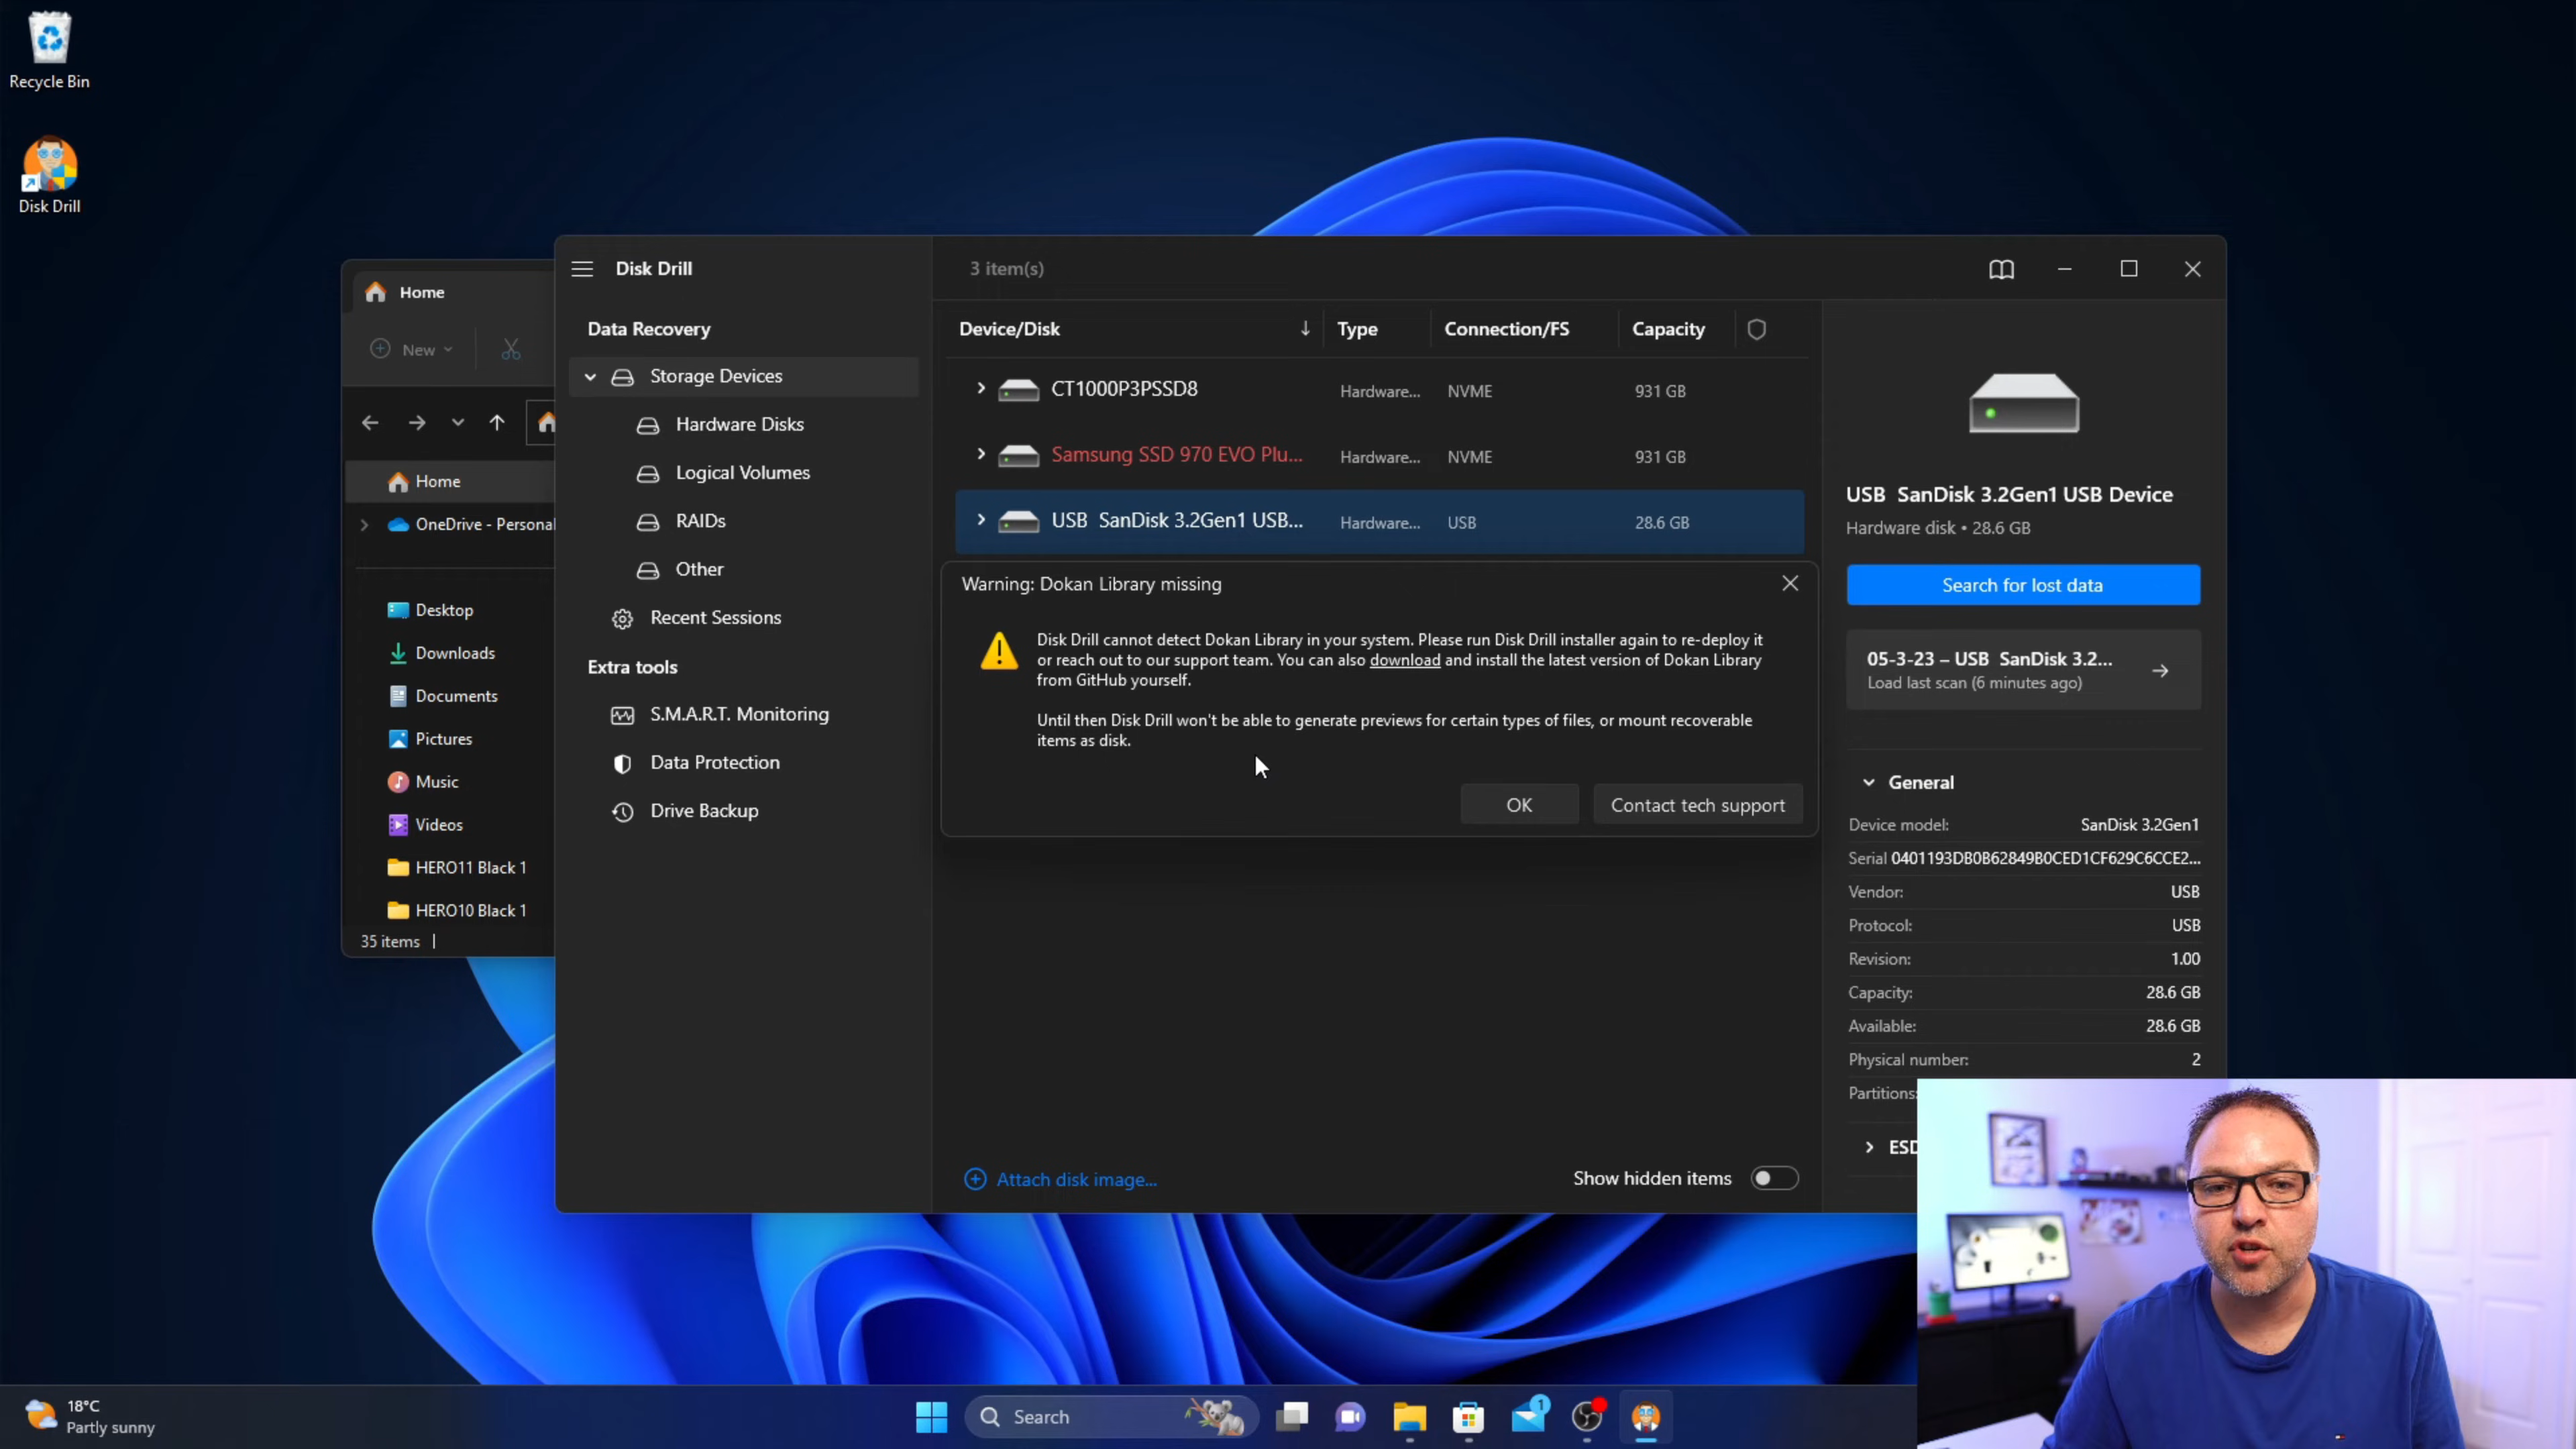 Recycle Bin
Disk Drill
Home
New
Home
OneDrive - Personal
Desktop
Downloads
Documents
Pictures
Music
Videos
HERO11 Black 1
HERO10 Black 1
35 items
Disk Drill
Data Recovery
Storage Devices
Hardware Disks
Logical Volumes
RAIDs
Other
Recent Sessions
Extra tools
S.M.A.R.T. Monitoring
Data Protection
Drive Backup
3 item(s)
Device/Disk Type Connection/FS Capacity
CT1000P3PSSD8 Hardware... NVME 931 GB
Samsung SSD 970 EVO Plu... Hardware... NVME 931 GB
USB SanDisk 3.2Gen1 USB... Hardware... USB 28.6 GB
Warning: Dokan Library missing
Disk Drill cannot detect Dokan Library in your system. Please run Disk Drill installer again to re-deploy it
or reach out to our support team. You can also download and install the latest version of Dokan Library
from GitHub yourself.
Until then Disk Drill won't be able to generate previews for certain types of files, or mount recoverable
items as disk.
OK Contact tech support
Attach disk image...
Show hidden items
USB SanDisk 3.2Gen1 USB Device
Hardware disk • 28.6 GB
Search for lost data
05-3-23 – USB SanDisk 3.2...
Load last scan (6 minutes ago)
General
Device model: SanDisk 3.2Gen1
Serial 0401193DB0B62849B0CED1CF629C6CCE2...
Vendor: USB
Protocol: USB
Revision: 1.00
Capacity: 28.6 GB
Available: 28.6 GB
Physical number: 2
Partitions:
18°C
Partly sunny
Search
1